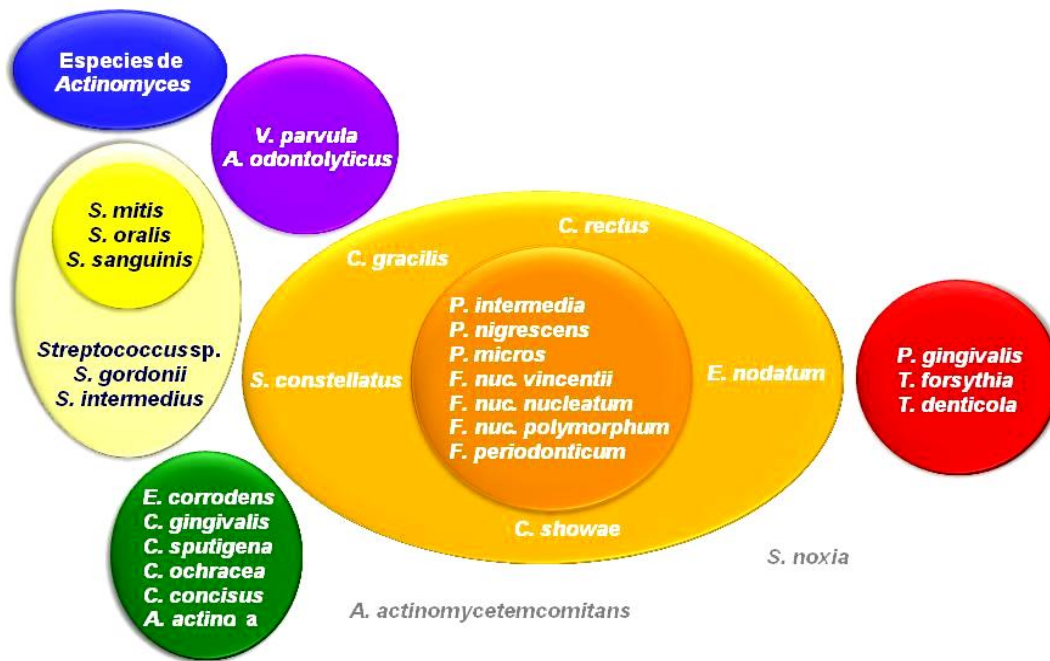 Especies de
Actinomyces
V. parvula
A. odontolyticus
S. mitis
S. oralis
S. sanguinis
Streptococcus sp.
S. gordonii
S. intermedius
C. rectus
C. gracilis
S. constellatus
P. intermedia
P. nigrescens
P. micros
F. nuc. vincentii
F. nuc. nucleatum
F. nuc. polymorphum
F. periodonticum
E. nodatum
C. showae
P. gingivalis
T. forsythia
T. denticola
E. corrodens
C. gingivalis
C. sputigena
C. ochracea
C. concisus
A. actino. a
S. noxia
A. actinomycetemcomitans